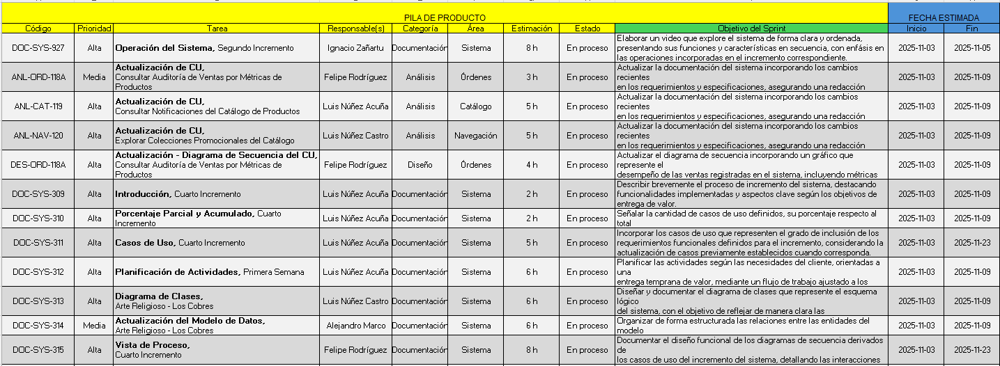 PILA DE PRODUCTO FECHA ESTIMADA
Código Prioridad Tarea Responsable(s) Categoría Área Estimación Estado Objetivo del Sprint Inicio Fin
DOC-SYS-927 Alta Operación del Sistema, Segundo Incremento Ignacio Zañartu Documentación Sistema 8 h En proceso Elaborar un video que explore el sistema de forma clara y ordenada,
presentando sus funciones y características en secuencia, con enfásis en
las operaciones incorporadas en el incremento correspondiente. 2025-11-03 2025-11-05
ANL-ORD-118A Media Actualización de CU,
Consultar Auditoría de Ventas por Métricas de
Productos Felipe Rodríguez Análisis Órdenes 3 h En proceso Actualizar la documentación del sistema incorporando los cambios
recientes
en los requerimientos y especificaciones, asegurando una redacción 2025-11-03 2025-11-09
ANL-CAT-119 Alta Actualización de CU,
Consultar Notificaciones del Catálogo de Productos Luis Núñez Acuña Análisis Catálogo 5 h En proceso Actualizar la documentación del sistema incorporando los cambios
recientes
en los requerimientos y especificaciones, asegurando una redacción 2025-11-03 2025-11-09
ANL-NAV-120 Alta Actualización de CU,
Explorar Colecciones Promocionales del Catálogo Luis Núñez Castro Análisis Navegación 5 h En proceso Actualizar la documentación del sistema incorporando los cambios
recientes
en los requerimientos y especificaciones, asegurando una redacción 2025-11-03 2025-11-09
DES-ORD-118A Alta Actualización - Diagrama de Secuencia del CU,
Consultar Auditoría de Ventas por Métricas de
Productos Felipe Rodríguez Diseño Órdenes 4 h En proceso Actualizar el diagrama de secuencia incorporando un gráfico que
represente el
desempeño de las ventas registradas en el sistema, incluyendo métricas 2025-11-03 2025-11-09
DOC-SYS-309 Alta Introducción, Cuarto Incremento Luis Núñez Acuña Documentación Sistema 2 h En proceso Describir brevemente el proceso de incremento del sistema, destacando
funcionalidades implementadas y aspectos clave según los objetivos de
entrega de valor. 2025-11-03 2025-11-09
DOC-SYS-310 Alta Porcentaje Parcial y Acumulado, Cuarto
Incremento Luis Núñez Acuña Documentación Sistema 2 h En proceso Señalar la cantidad de casos de uso definidos, su porcentaje respecto al
total 2025-11-03 2025-11-09
DOC-SYS-311 Alta Casos de Uso, Cuarto Incremento Luis Núñez Acuña Documentación Sistema 5 h En proceso Incorporar los casos de uso que representen el grado de inclusión de los
requerimientos funcionales definidos para el incremento, considerando la
actualización de casos previamente establecidos cuando corresponda. 2025-11-03 2025-11-23
DOC-SYS-312 Alta Planificación de Actividades, Primera Semana Luis Núñez Acuña Documentación Sistema 6 h En proceso Planificar las actividades según las necesidades del cliente, orientadas a
una
entrega temprana de valor, mediante un flujo de trabajo ajustado a los 2025-11-03 2025-11-09
DOC-SYS-313 Alta Diagrama de Clases,
Arte Religioso - Los Cobres Luis Núñez Castro Documentación Sistema 6 h En proceso Diseñar y documentar el diagrama de clases que represente el esquema
lógico
del sistema, con el objetivo de reflejar de manera clara las 2025-11-03 2025-11-09
DOC-SYS-314 Media Actualización del Modelo de Datos,
Arte Religioso - Los Cobres Alejandro Marco Documentación Sistema 6 h En proceso Organizar de forma estructurada las relaciones entre las entidades del
modelo 2025-11-03 2025-11-09
DOC-SYS-315 Alta Vista de Proceso,
Cuarto Incremento Felipe Rodríguez Documentación Sistema 8 h En proceso Documentar el diseño funcional de los diagramas de secuencia derivados
de
los casos de uso del incremento del sistema, detallando las interacciones 2025-11-03 2025-11-23